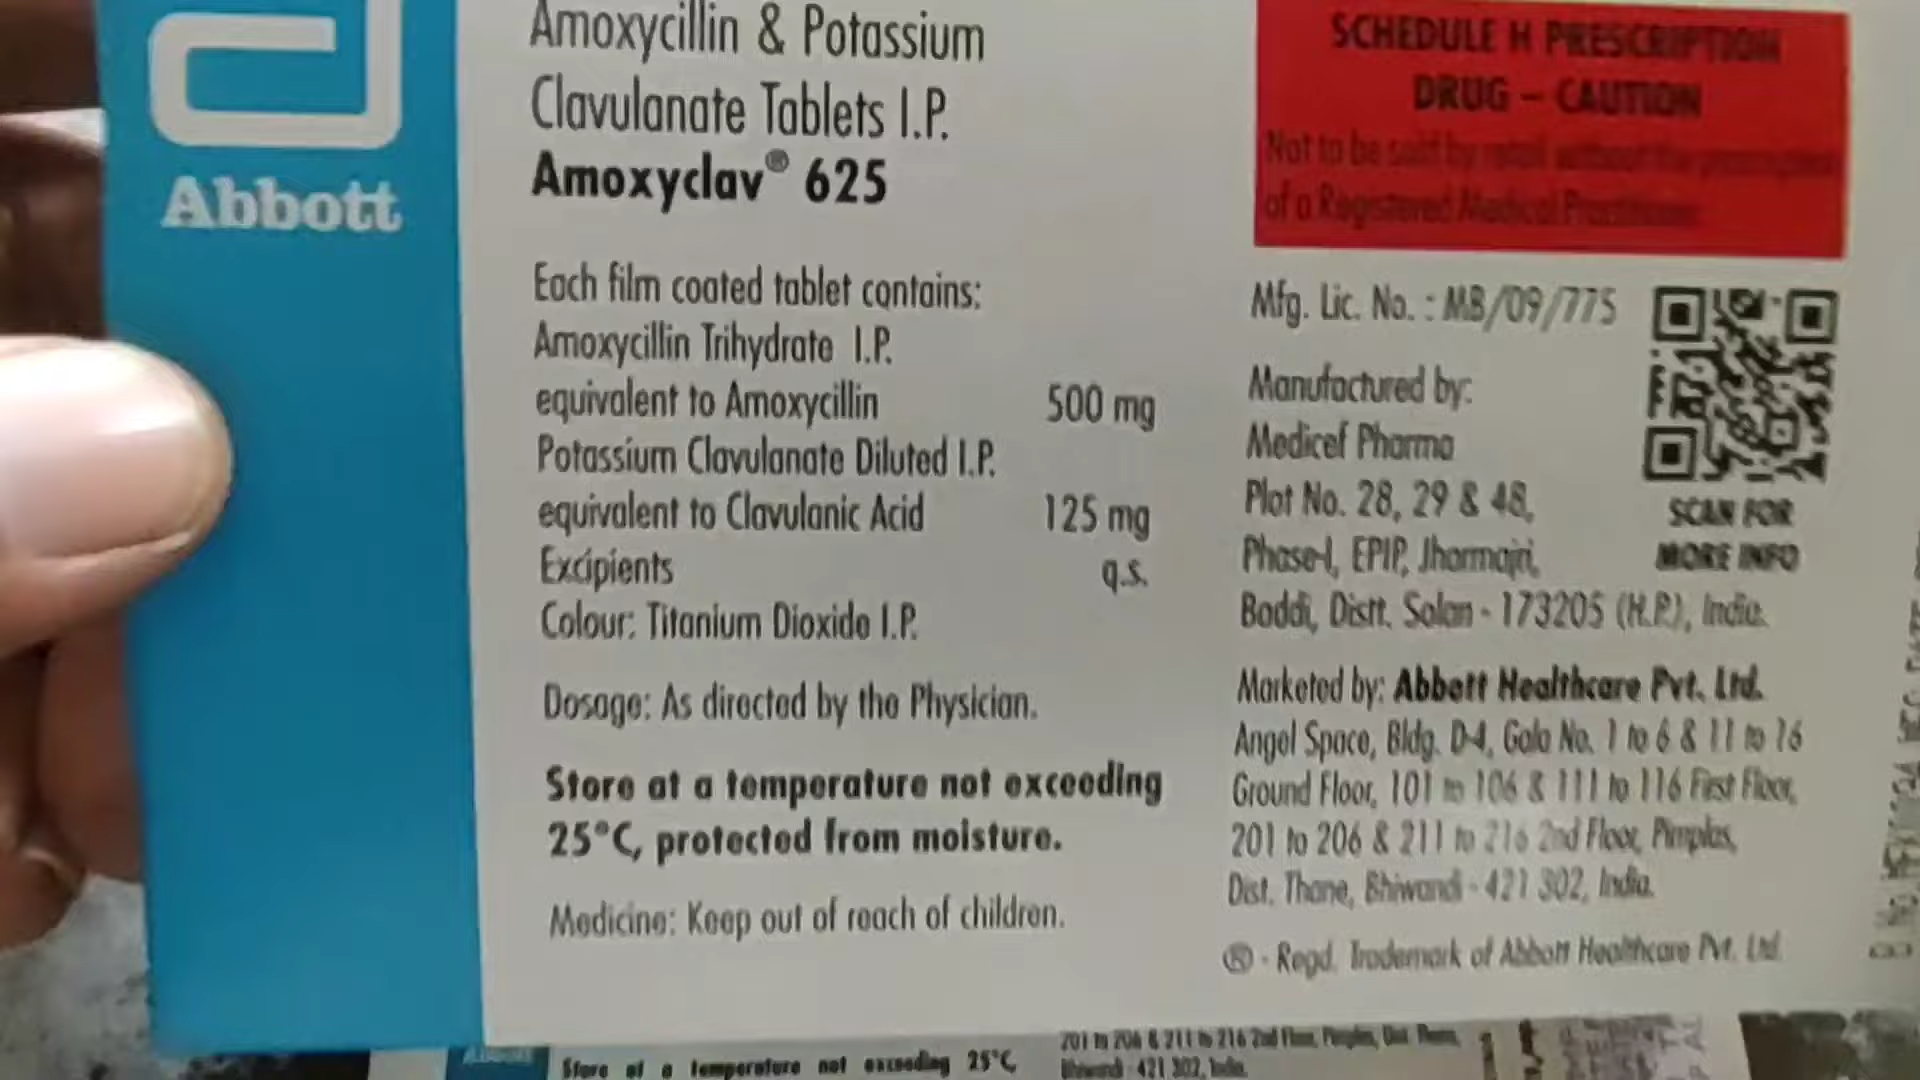 Abbott
Amoxycillin & Potassium
Clavulanate Tablets I.P.
Amoxyclav® 625
Each film coated tablet contains:
Amoxycillin Trihydrate I.P.
equivalent to Amoxycillin 500 mg
Potassium Clavulanate Diluted I.P.
equivalent to Clavulanic Acid 125 mg
Excipients q.s.
Colour: Titanium Dioxide I.P.
Dosage: As directed by the Physician.
Store at a temperature not exceeding
25°C, protected from moisture.
Medicine: Keep out of reach of children.
SCHEDULE H PRESCRIPTION
DRUG – CAUTION
Not to be sold by retail without the prescription
of a Registered Medical Practitioner
Mfg. Lic. No. : MB/09/775
Manufactured by:
Medicef Pharma
Plot No. 28, 29 & 48,
Phase-I, EPIP, Jharmajri,
Baddi, Distt. Solan - 173205 (H.P.), India.
SCAN FOR
MORE INFO
Marketed by: Abbott Healthcare Pvt. Ltd.
Angel Space, Bldg. D-4, Gala No. 1 to 6 & 11 to 16
Ground Floor, 101 to 106 & 111 to 116 First Floor,
201 to 206 & 211 to 216 2nd Floor, Pimplas,
Dist. Thane, Bhiwandi - 421 302, India.
® - Regd. Trademark of Abbott Healthcare Pvt. Ltd.
Abbott
Store at a temperature not exceeding 25°C,
201 to 206 & 211 to 216 2nd Floor, Pimplas, Dist. Thane,
Bhiwandi - 421 302, India.